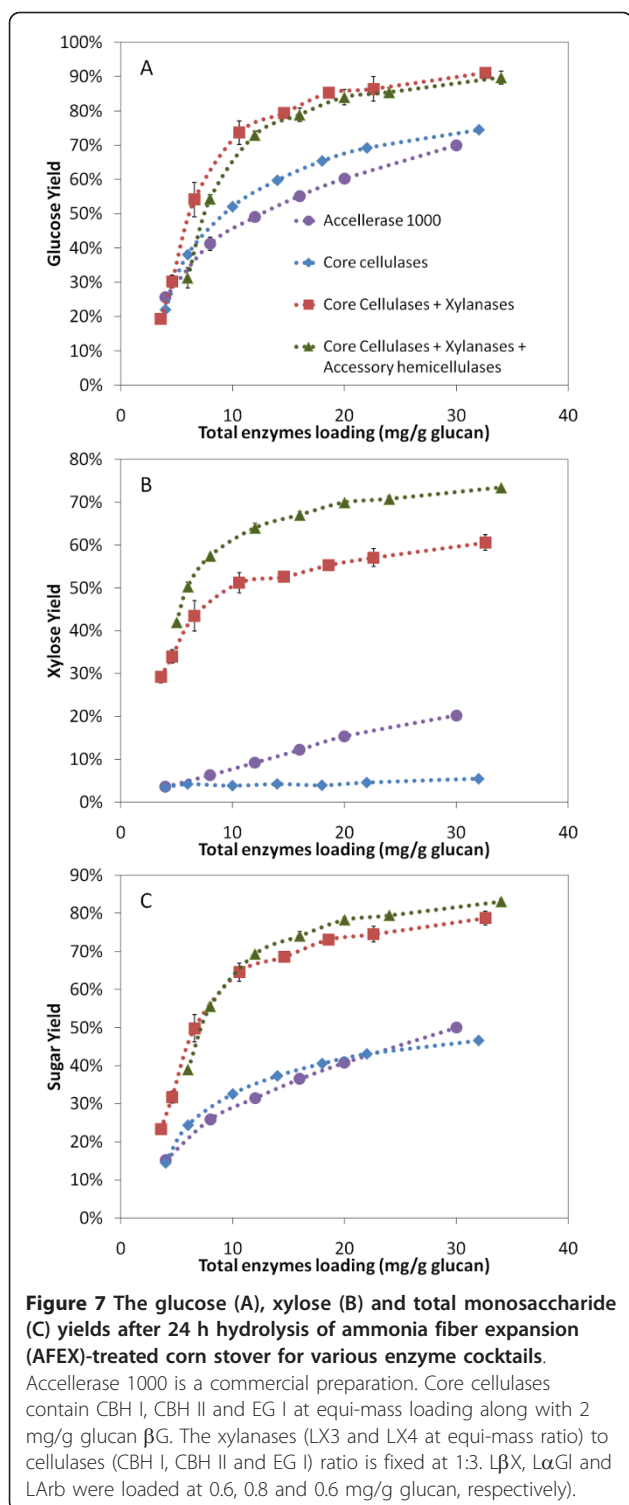 100%
90%
80%
70%
60%
50%
40%
30%
20%
10%
0%
Glucose Yield
A
Accellerase 1000
Core cellulases
Core Cellulases + Xylanases
Core Cellulases + Xylanases +
Accessory hemicellulases
0 10 20 30 40
Total enzymes loading (mg/g glucan)
80%
70%
60%
50%
40%
30%
20%
10%
0%
Xylose Yield
B
0 10 20 30 40
Total enzymes loading (mg/g glucan)
90%
80%
70%
60%
50%
40%
30%
20%
10%
0%
Sugar Yield
C
0 10 20 30 40
Total enzymes loading (mg/g glucan)
Figure 7 The glucose (A), xylose (B) and total monosaccharide
(C) yields after 24 h hydrolysis of ammonia fiber expansion
(AFEX)-treated corn stover for various enzyme cocktails.
Accellerase 1000 is a commercial preparation. Core cellulases
contain CBH I, CBH II and EG I at equi-mass loading along with 2
mg/g glucan βG. The xylanases (LX3 and LX4 at equi-mass ratio) to
cellulases (CBH I, CBH II and EG I) ratio is fixed at 1:3. LβX, LαGl and
LArb were loaded at 0.6, 0.8 and 0.6 mg/g glucan, respectively).